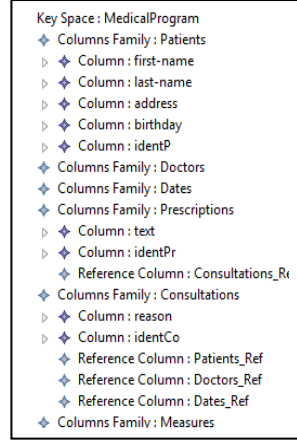 Key Space : MedicalProgram
Columns Family : Patients
Column : first-name
Column : last-name
Column : address
Column : birthday
Column : identP
Columns Family : Doctors
Columns Family : Dates
Columns Family : Prescriptions
Column : text
Column : identPr
Reference Column : Consultations_Re
Columns Family : Consultations
Column : reason
Column : identCo
Reference Column : Patients_Ref
Reference Column : Doctors_Ref
Reference Column : Dates_Ref
Columns Family : Measures